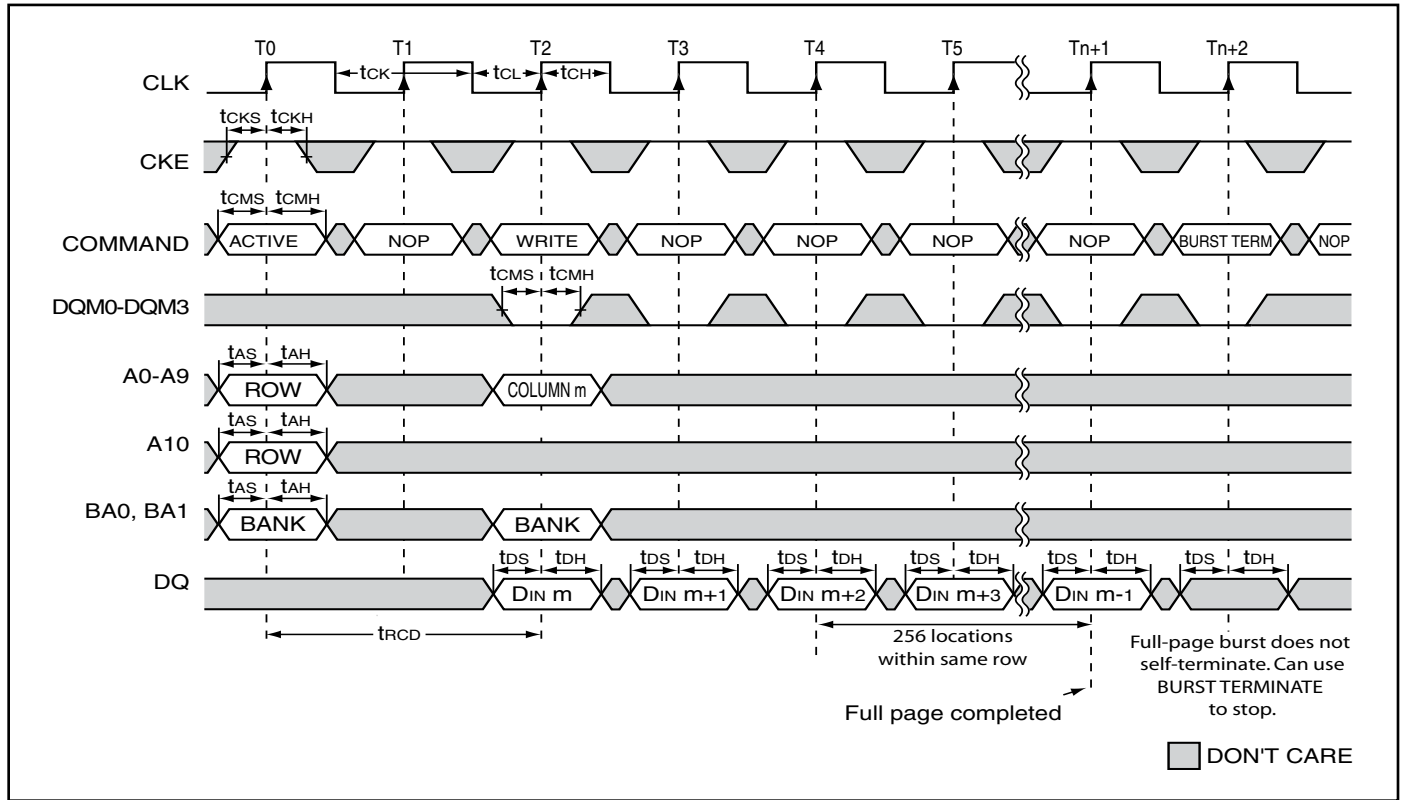 T0 T1 T2 T3 T4 T5 Tn+1 Tn+2
CLK
tCK tCL tCH
tCKS tCKH
CKE
tCMS tCMH
COMMAND
ACTIVE NOP WRITE NOP NOP NOP NOP BURST TERM NOP
tCMS tCMH
DQM0-DQM3
tAS tAH
A0-A9
ROW COLUMN m
tAS tAH
A10
ROW
tAS tAH
BA0, BA1
BANK BANK
tDS tDH tDS tDH tDS tDH tDS tDH tDS tDH tDS tDH
DQ
DIN m DIN m+1 DIN m+2 DIN m+3 DIN m-1
tRCD
256 locations
within same row
Full page completed
Full-page burst does not
self-terminate. Can use
BURST TERMINATE
to stop.
DON'T CARE